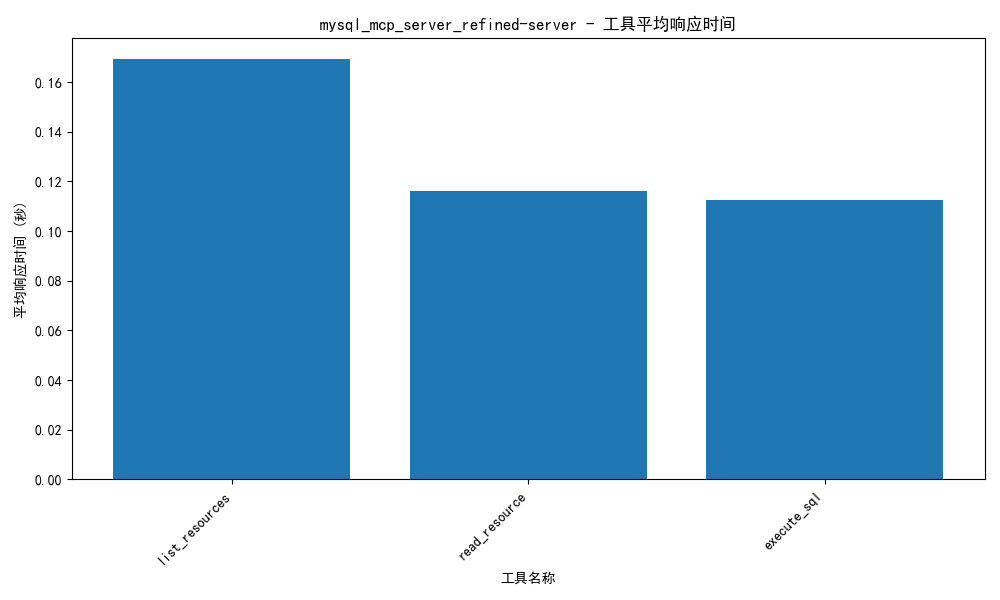 mysql_mcp_server_refined-server - 工具平均响应时间
平均响应时间 (秒)
0.16
0.14
0.12
0.10
0.08
0.06
0.04
0.02
0.00
list_resources
read_resource
execute_sql
工具名称